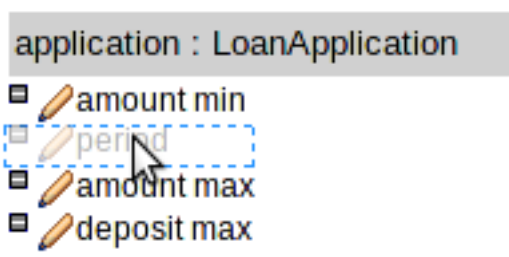 application : LoanApplication
amount min
period
amount max
deposit max